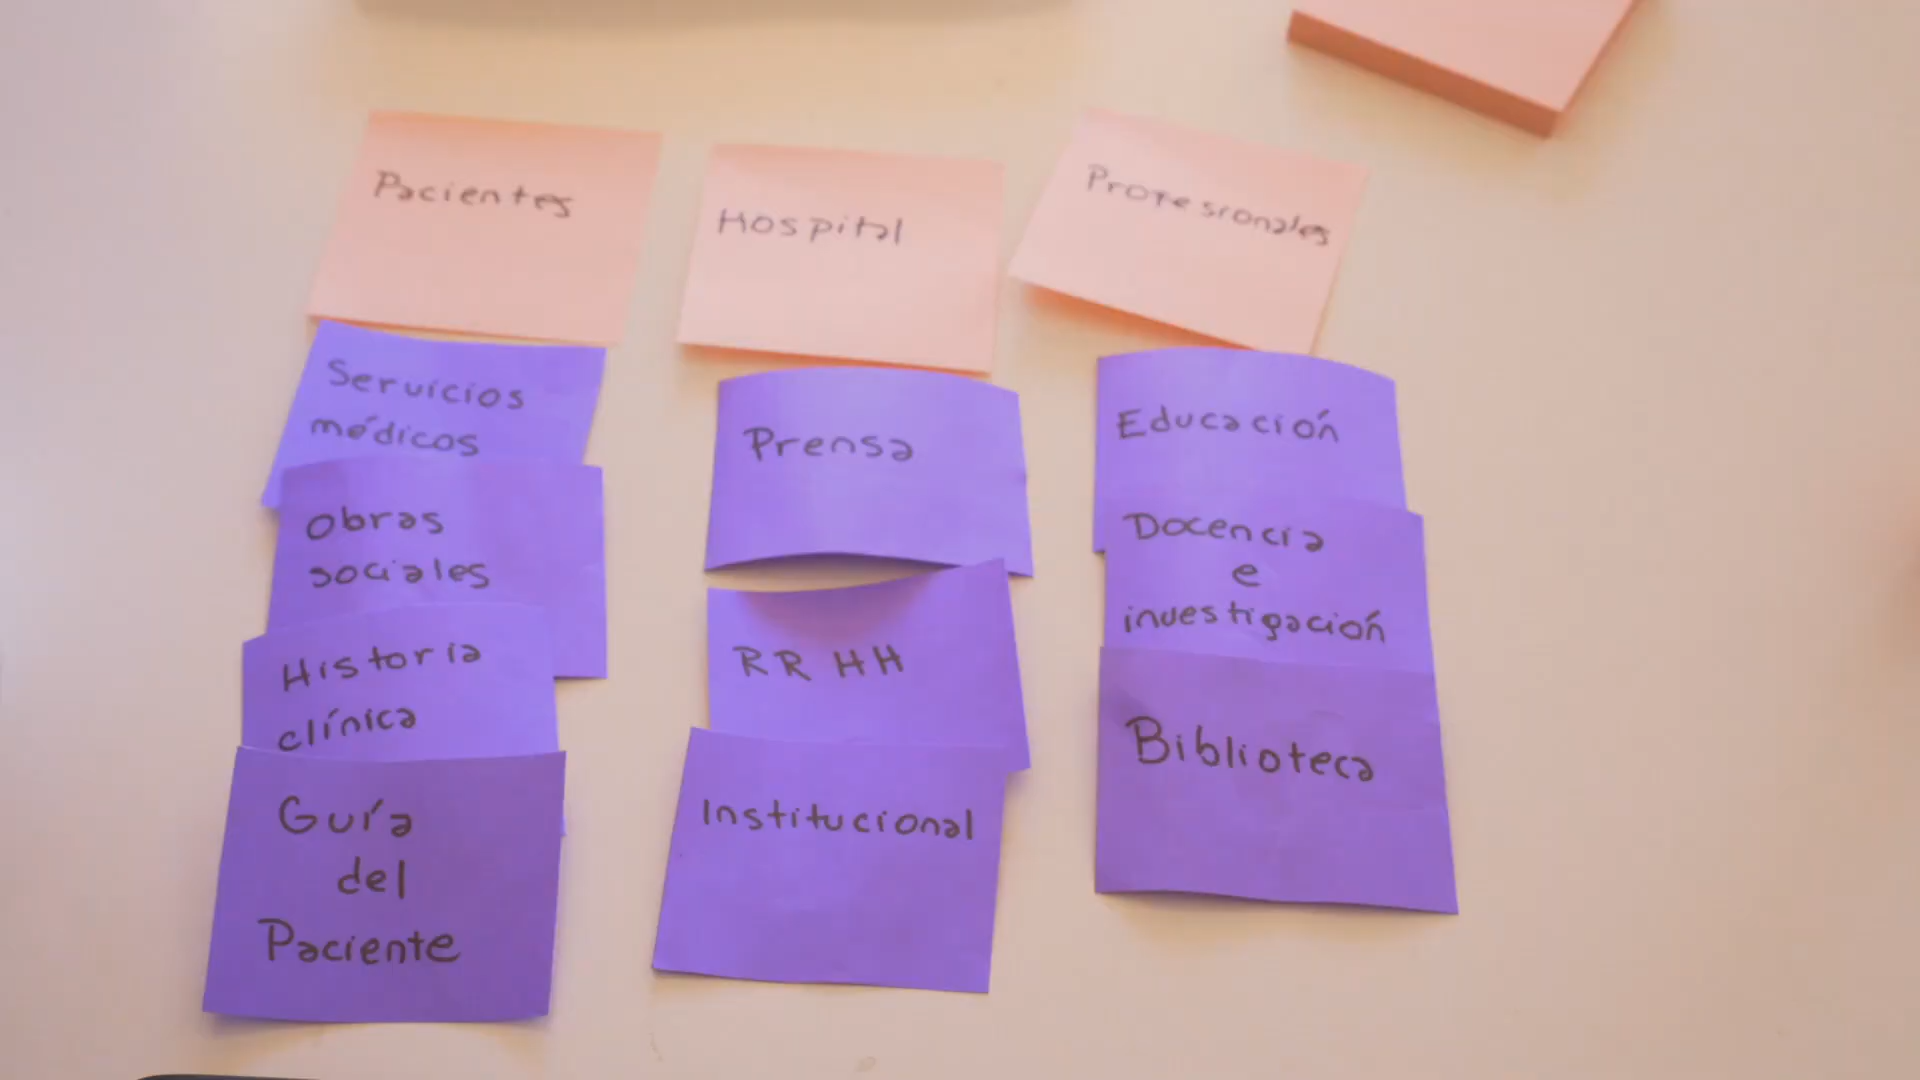 Pacientes
Servicios
médicos
Obras
sociales
Historia
clínica
Guía
del
Paciente
Hospital
Prensa
RR HH
Institucional
Profesionales
Educación
Docencia
e
investigación
Biblioteca